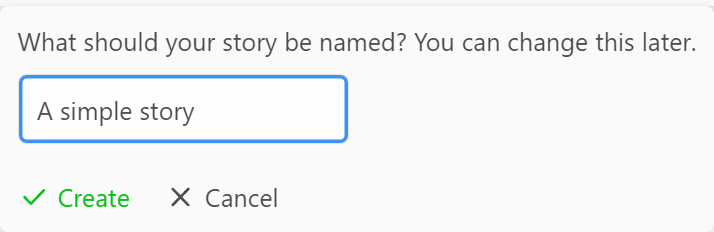 What should your story be named? You can change this later.
A simple story
Create Cancel